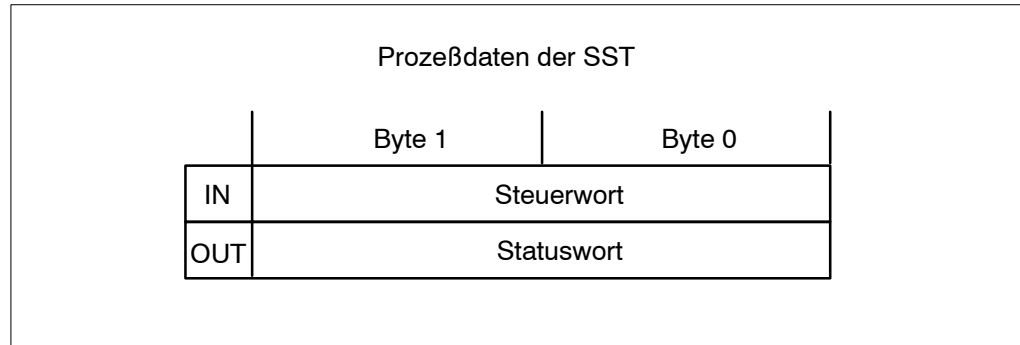 Prozeßdaten der SST
Byte 1 Byte 0
IN Steuerwort
OUT Statuswort